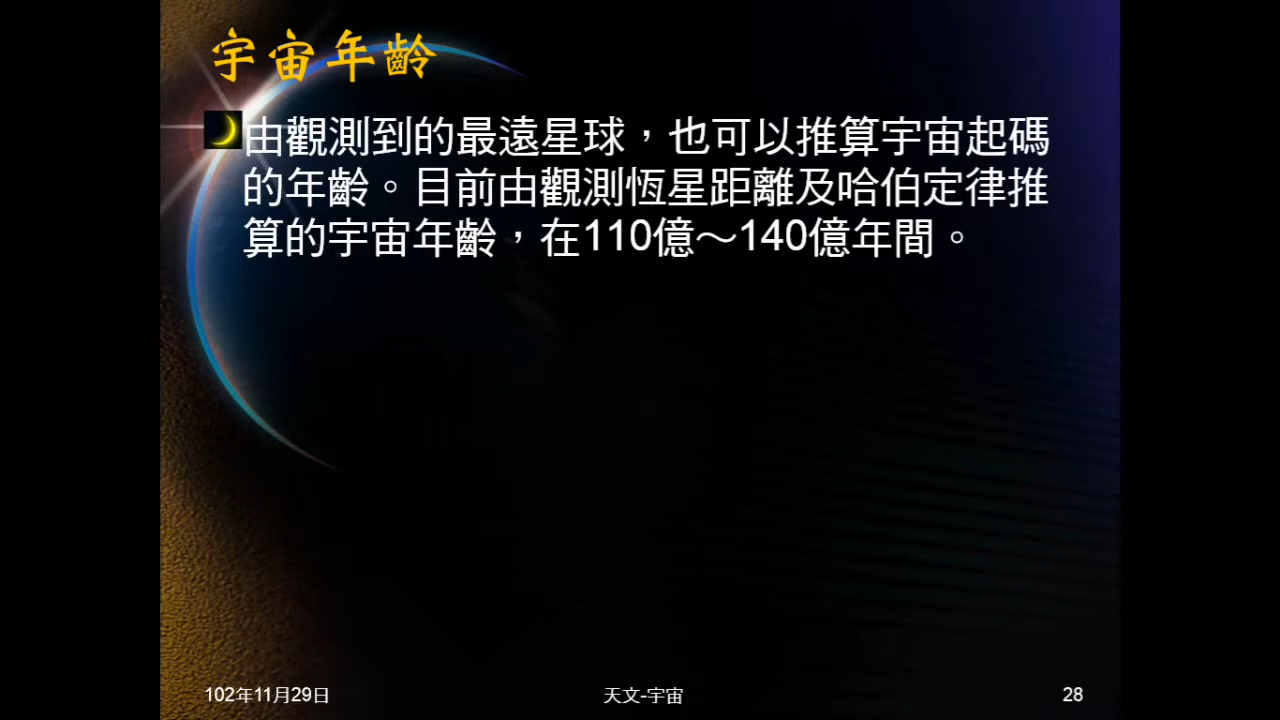 宇宙年齡
由觀測到的最遠星球，也可以推算宇宙起碼
的年齡。目前由觀測恆星距離及哈伯定律推
算的宇宙年齡，在110億～140億年間。
102年11月29日
天文-宇宙
28